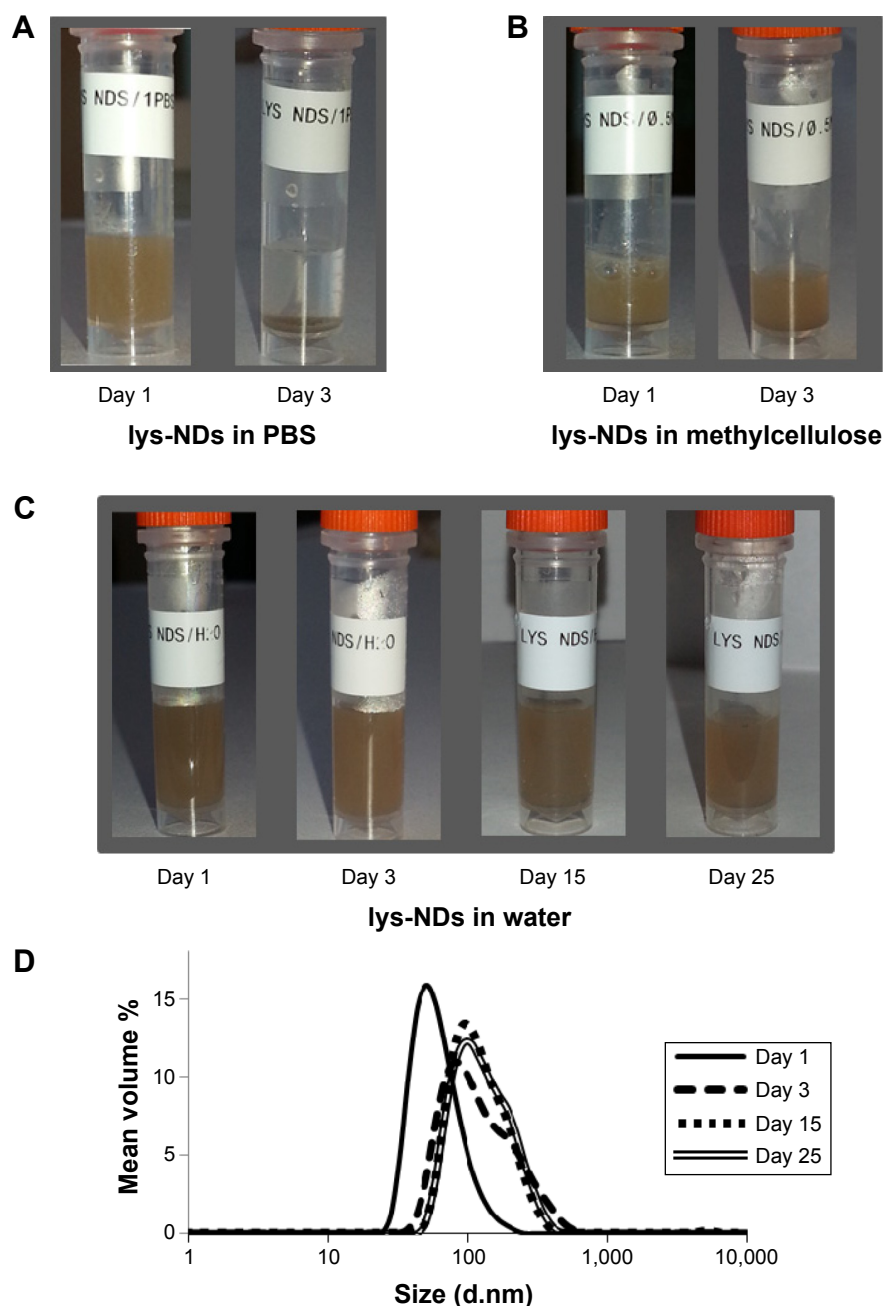 A
B
S NDS/1PBS
LYS NDS/1P
S NDS/0.5
S NDS/0.5
Day 1
Day 3
Day 1
Day 3
lys-NDs in PBS
lys-NDs in methylcellulose
C
S NDS/H2O
NDS/H2O
LYS NDS/
LYS NDS/
Day 1
Day 3
Day 15
Day 25
lys-NDs in water
D
Mean volume %
15
10
5
0
1
10
100
1,000
10,000
Size (d.nm)
Day 1
Day 3
Day 15
Day 25